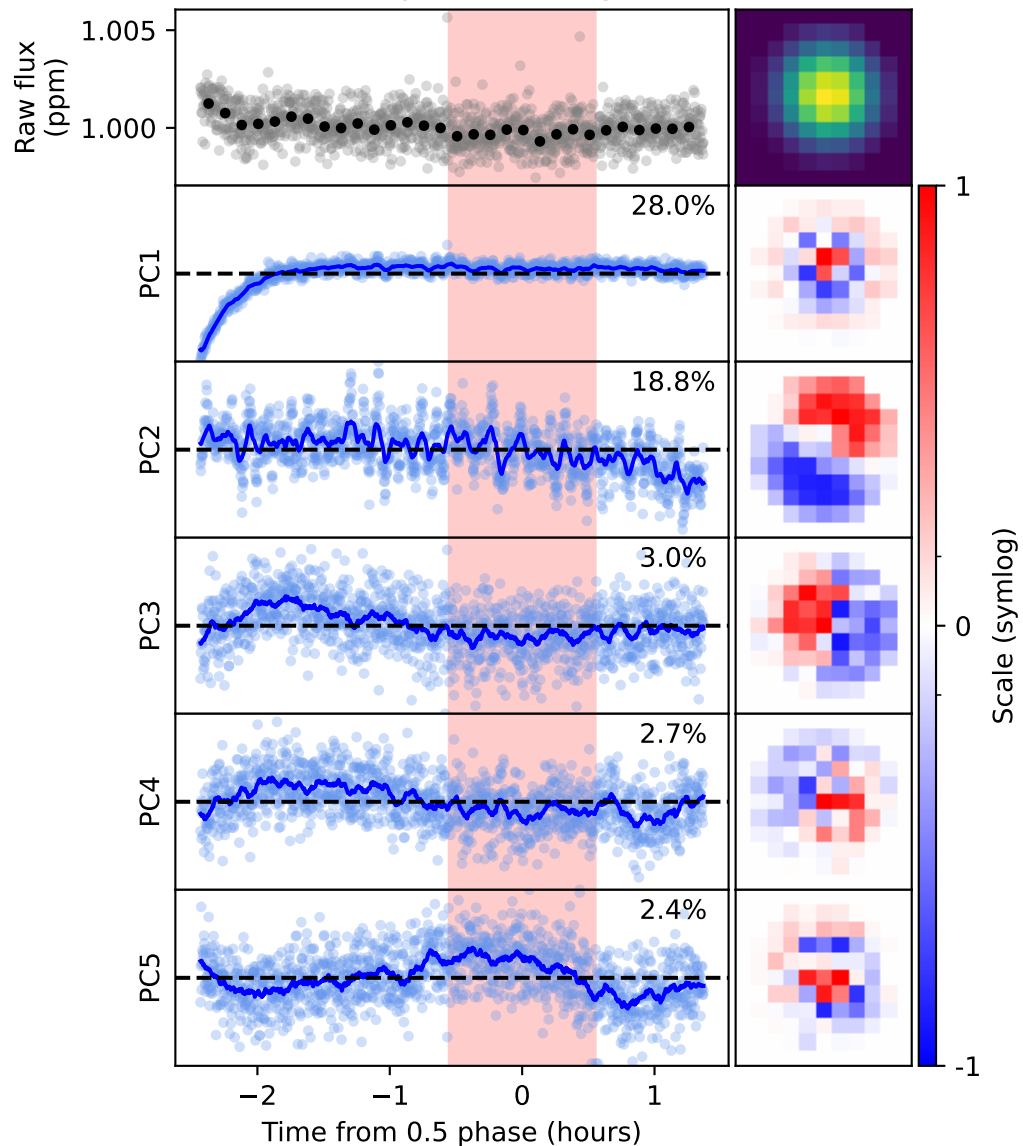 Raw flux
(ppm)
1.005
1.000
PC1
28.0%
PC2
18.8%
PC3
3.0%
PC4
2.7%
PC5
2.4%
−2
−1
0
1
Time from 0.5 phase (hours)
1
0
-1
Scale (symlog)